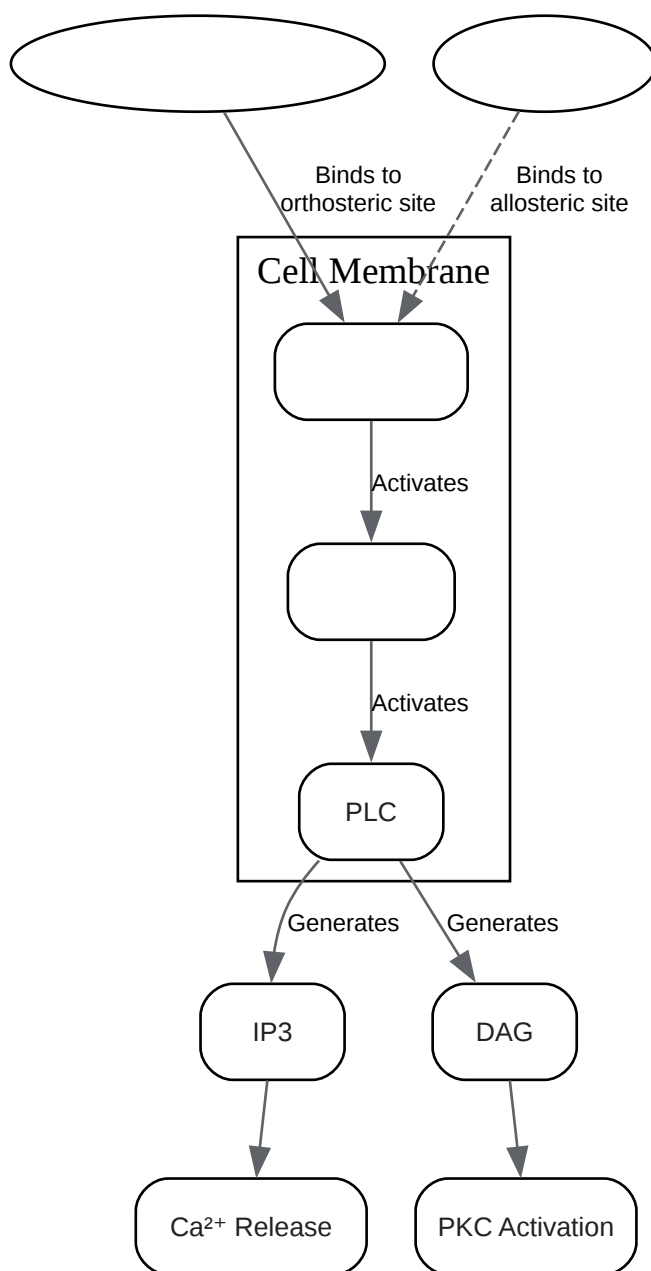 Binds to
orthosteric site
Binds to
allosteric site
Cell Membrane
Activates
Activates
PLC
Generates
Generates
IP3
DAG
Ca²⁺ Release
PKC Activation